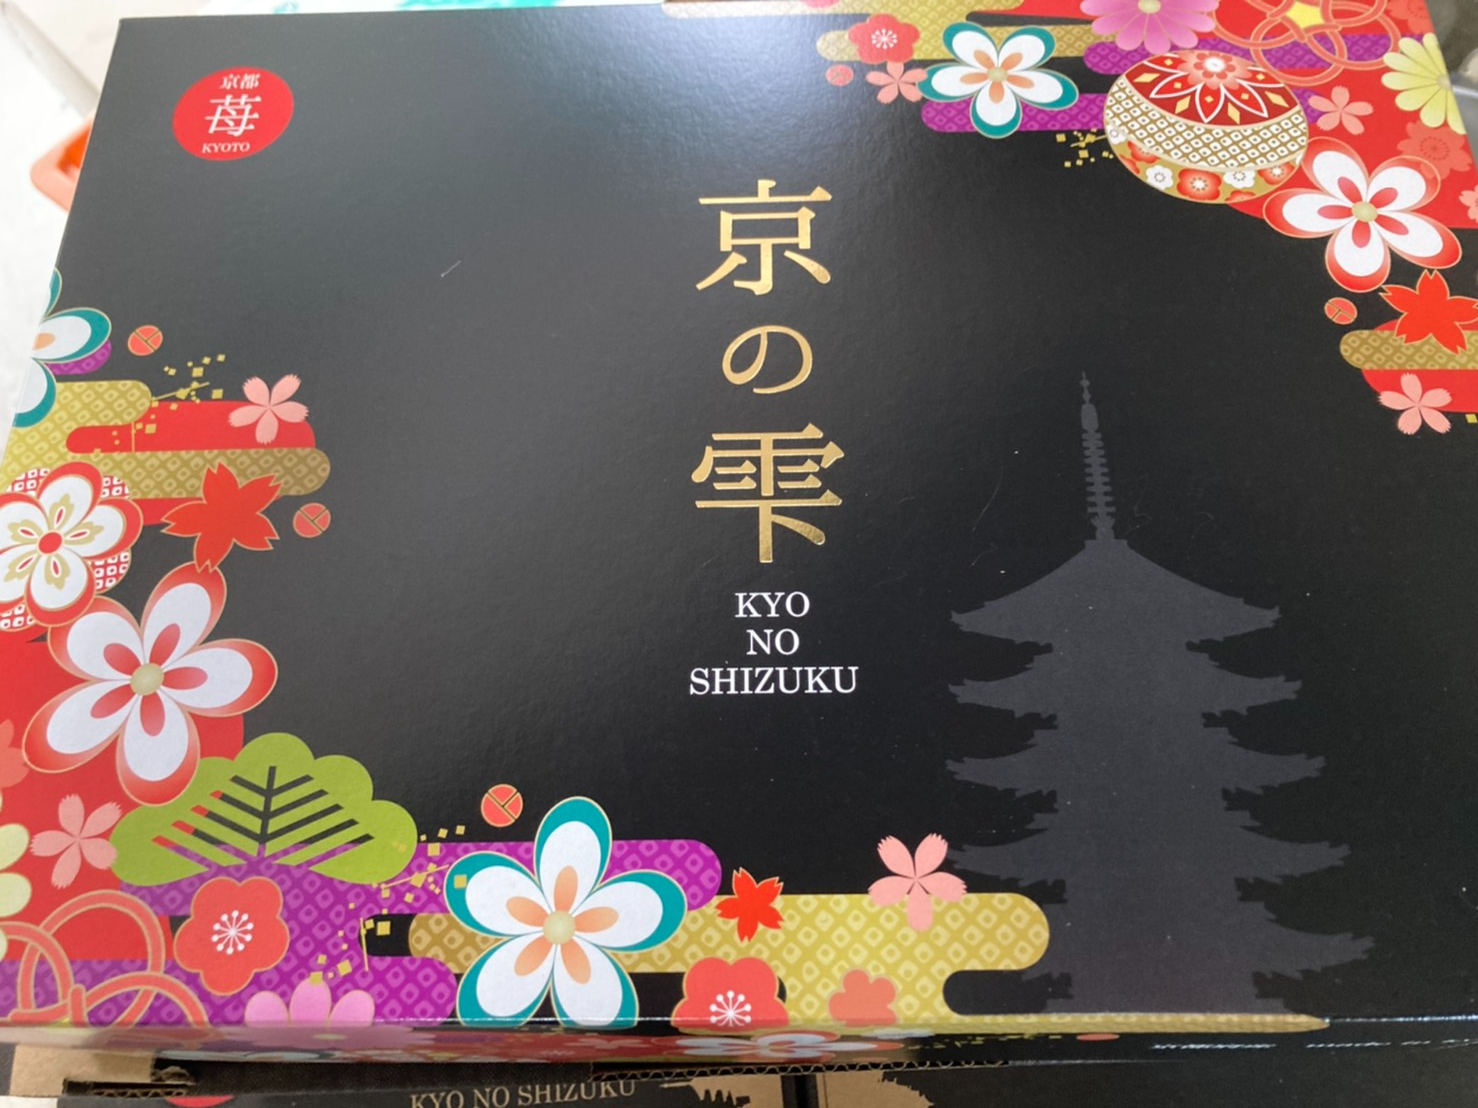 京都
苺
KYOTO
京の雫
KYO
NO
SHIZUKU
KYO NO SHIZUKU